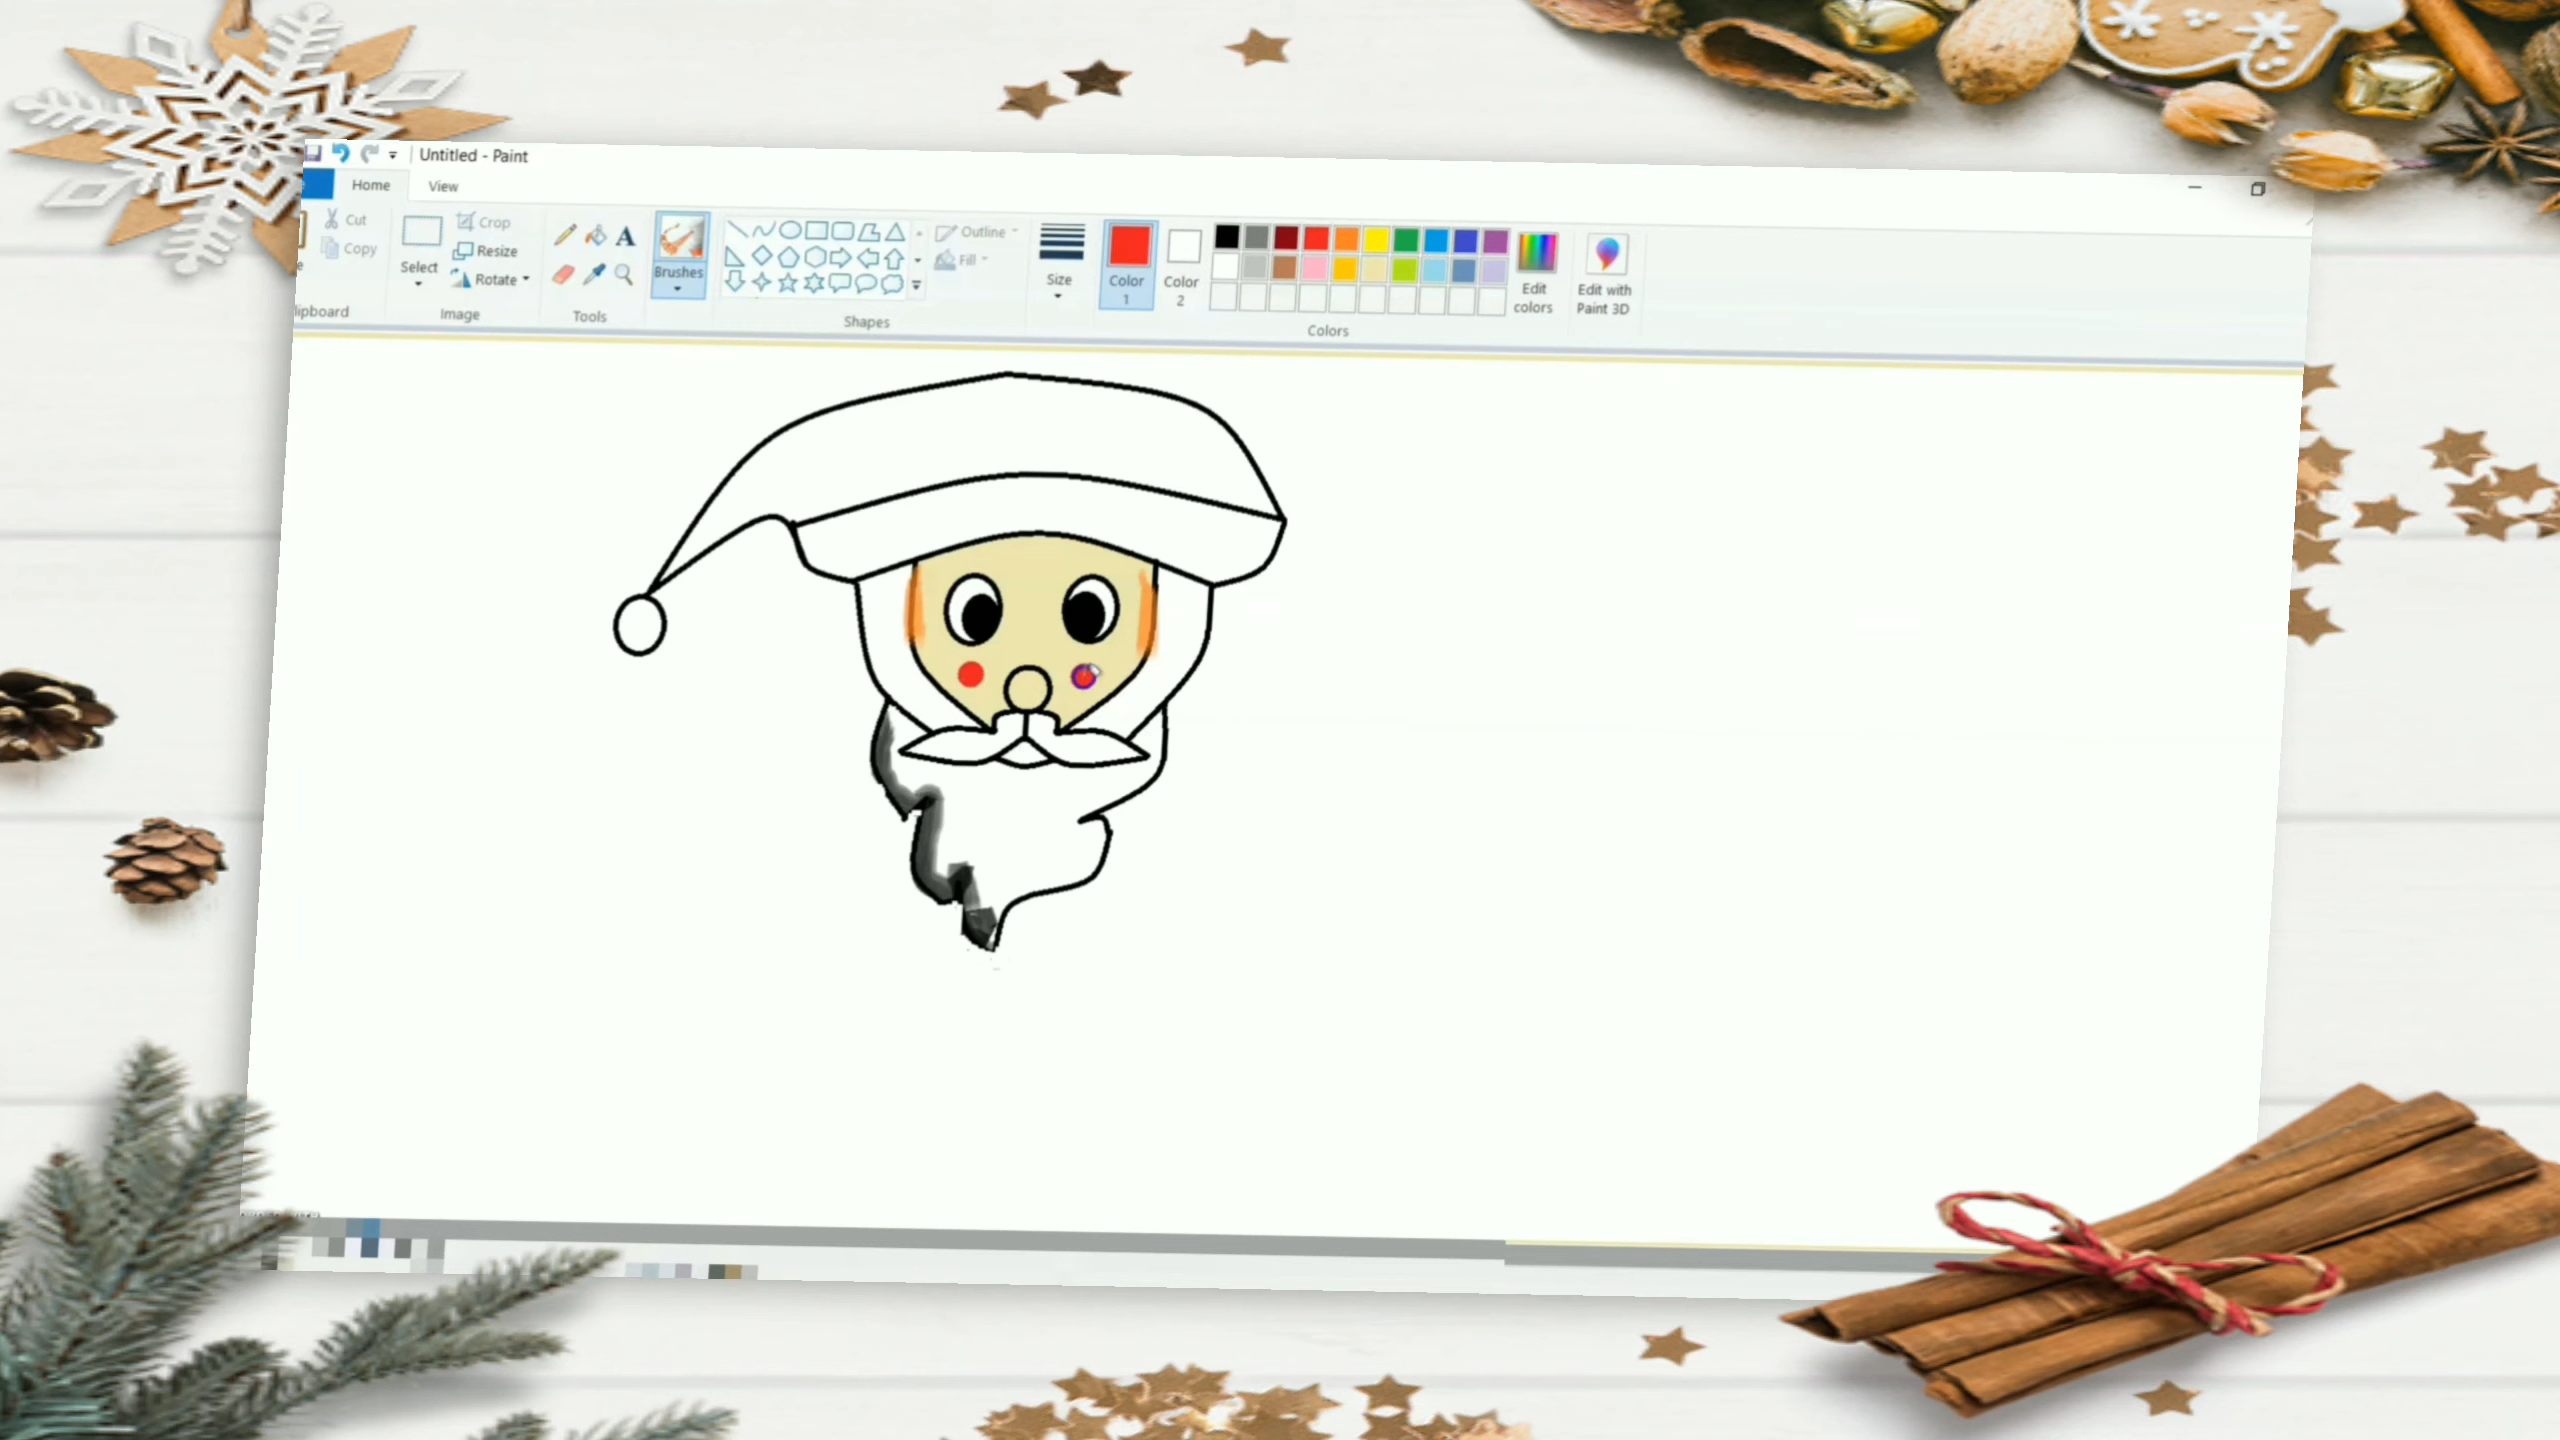 Untitled - Paint
Home View
Cut
Copy
lipboard
Select
Crop
Resize
Rotate
Image
A
Tools
Brushes
Outline
Fill
Shapes
Size
Color
1
Color
2
Colors
Edit
colors
Edit with
Paint 3D